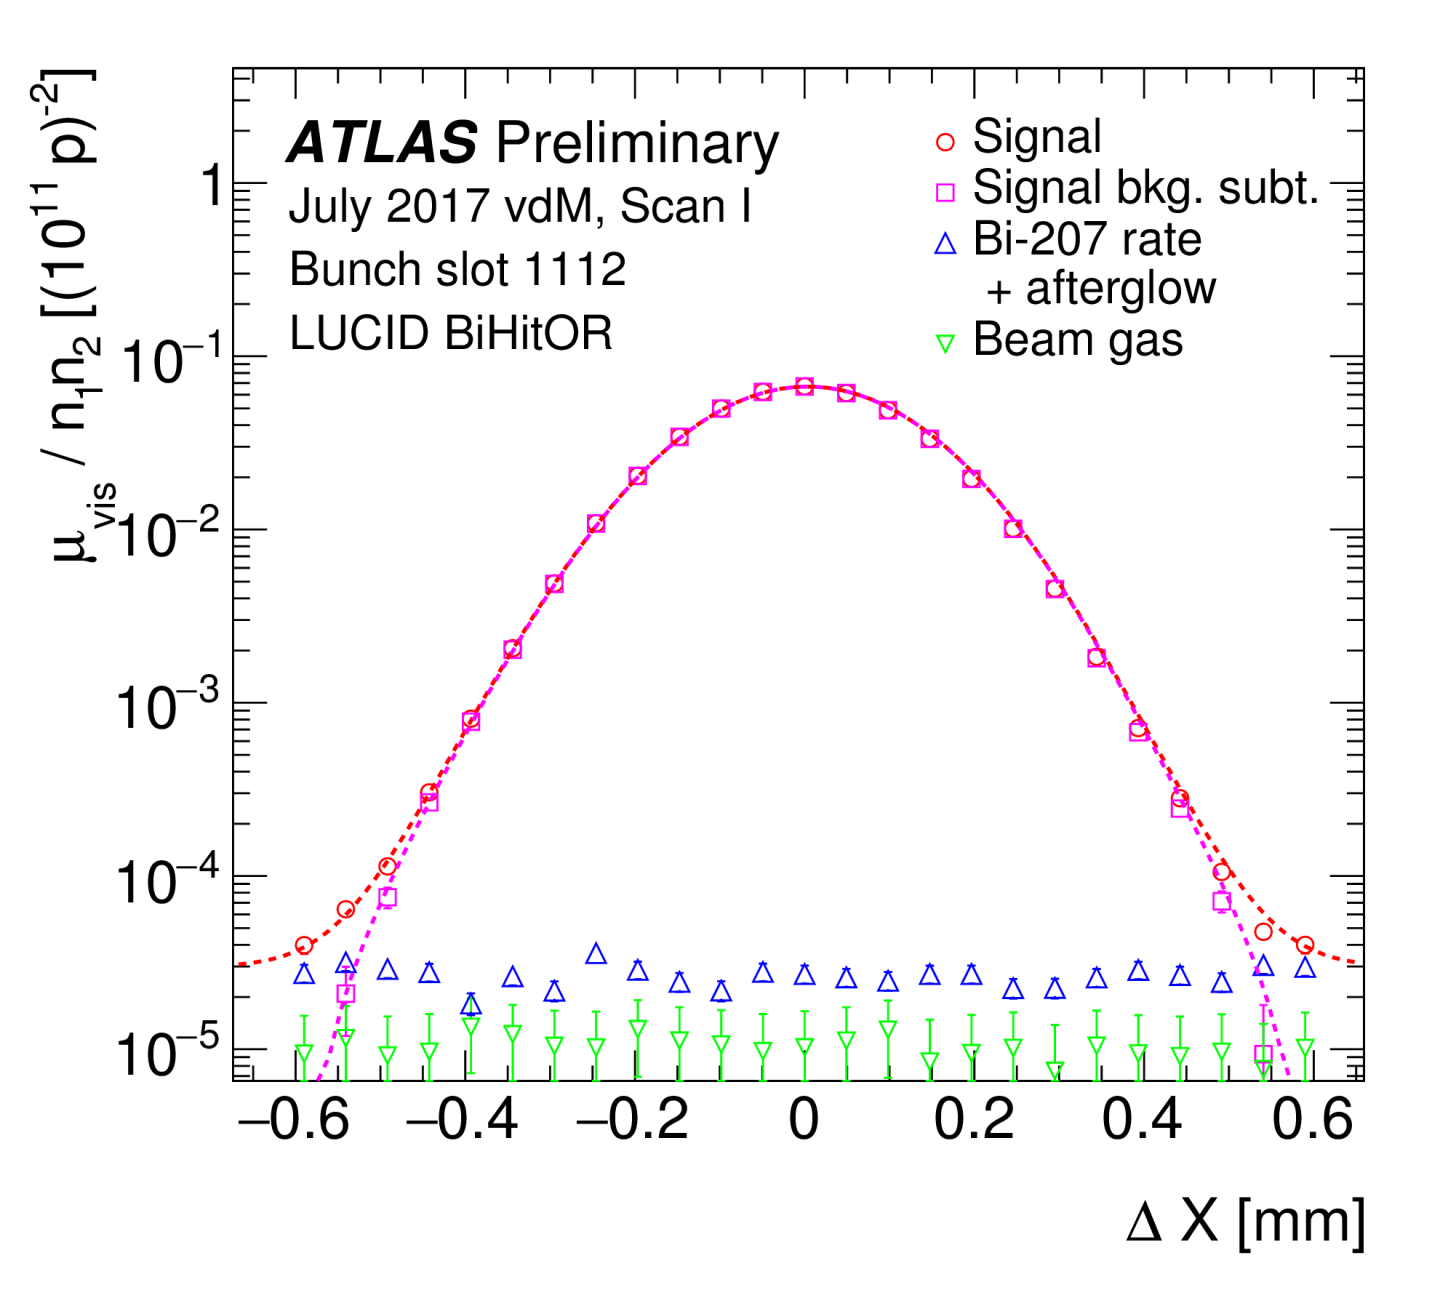 ATLAS Preliminary
July 2017 vdM, Scan I
Bunch slot 1112
LUCID BiHitOR
Signal
Signal bkg. subt.
Bi-207 rate
+ afterglow
Beam gas
μ_vis / n₁n₂ [(10¹¹ p)⁻²]
1
10⁻¹
10⁻²
10⁻³
10⁻⁴
10⁻⁵
−0.6 −0.4 −0.2 0 0.2 0.4 0.6
Δ X [mm]